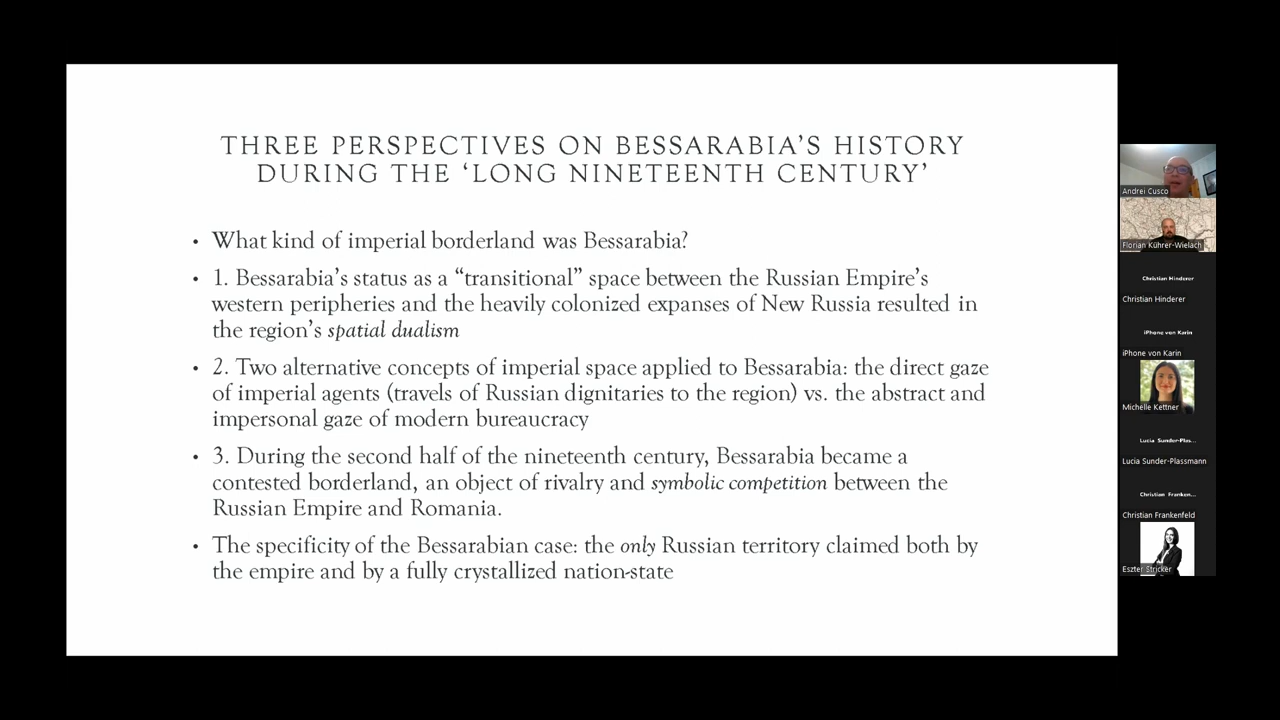 THREE PERSPECTIVES ON BESSARABIA’S HISTORY
DURING THE ‘LONG NINETEENTH CENTURY’
• What kind of imperial borderland was Bessarabia?
• 1. Bessarabia’s status as a “transitional” space between the Russian Empire’s
western peripheries and the heavily colonized expanses of New Russia resulted in
the region’s spatial dualism
• 2. Two alternative concepts of imperial space applied to Bessarabia: the direct gaze
of imperial agents (travels of Russian dignitaries to the region) vs. the abstract and
impersonal gaze of modern bureaucracy
• 3. During the second half of the nineteenth century, Bessarabia became a
contested borderland, an object of rivalry and symbolic competition between the
Russian Empire and Romania.
• The specificity of the Bessarabian case: the only Russian territory claimed both by
the empire and by a fully crystallized nation-state
Andrei Cusco
Florian Kührer-Wielach
Christian Hinderer
Christian Hinderer
iPhone von Karin
iPhone von Karin
Michelle Kettner
Lucia Sunder-Plas...
Lucia Sunder-Plassmann
Christian Franken...
Christian Frankenfeld
Eszter Stricker